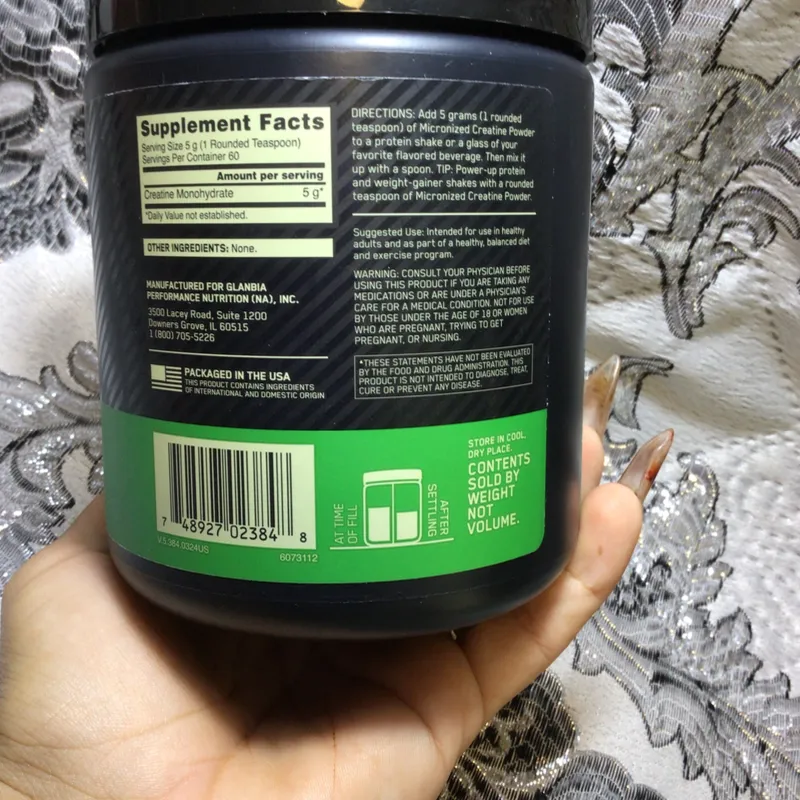 Supplement Facts
Serving Size 5 g (1 Rounded Teaspoon)
Servings Per Container 60
Amount per serving
Creatine Monohydrate 5 g*
*Daily Value not established.
OTHER INGREDIENTS: None.
MANUFACTURED FOR GLANBIA
PERFORMANCE NUTRITION (NA), INC.
3500 Lacey Road, Suite 1200
Downers Grove, IL 60515
1 (800) 705-5226
PACKAGED IN THE USA
THIS PRODUCT CONTAINS INGREDIENTS
OF INTERNATIONAL AND DOMESTIC ORIGIN
DIRECTIONS: Add 5 grams (1 rounded
teaspoon) of Micronized Creatine Powder
to a protein shake or a glass of your
favorite flavored beverage. Then mix it
up with a spoon. TIP: Power-up protein
and weight-gainer shakes with a rounded
teaspoon of Micronized Creatine Powder.
Suggested Use: Intended for use in healthy
adults and as part of a healthy, balanced diet
and exercise program.
WARNING: CONSULT YOUR PHYSICIAN BEFORE
USING THIS PRODUCT IF YOU ARE TAKING ANY
MEDICATIONS OR ARE UNDER A PHYSICIAN'S
CARE FOR A MEDICAL CONDITION. NOT FOR USE
BY THOSE UNDER THE AGE OF 18 OR WOMEN
WHO ARE PREGNANT, TRYING TO GET
PREGNANT, OR NURSING.
*THESE STATEMENTS HAVE NOT BEEN EVALUATED
BY THE FOOD AND DRUG ADMINISTRATION. THIS
PRODUCT IS NOT INTENDED TO DIAGNOSE, TREAT,
CURE OR PREVENT ANY DISEASE.
7 48927 02384 8
V.5.384.0324US
6073112
AT TIME
OF FILL
AFTER
SETTLING
STORE IN COOL,
DRY PLACE.
CONTENTS
SOLD BY
WEIGHT
NOT
VOLUME.